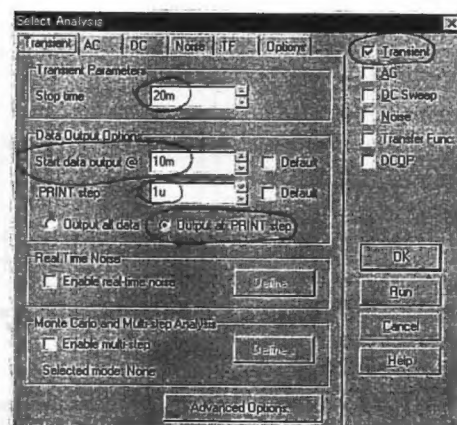 Select Analysis
Transient AC DC Noise TF Options
Transient Parameters
Stop time 20m
Data Output Options
Start data output @ 10m Default
.PRINT step 1u Default
Output all data Output at .PRINT step
Real Time Noise
Enable real-time noise Define
Monte Carlo and Multi-step Analysis
Enable multi-step Define
Selected mode: None
Advanced Options
Transient
AC
DC Sweep
Noise
Transfer Func
DCOP
OK
Run
Cancel
Help